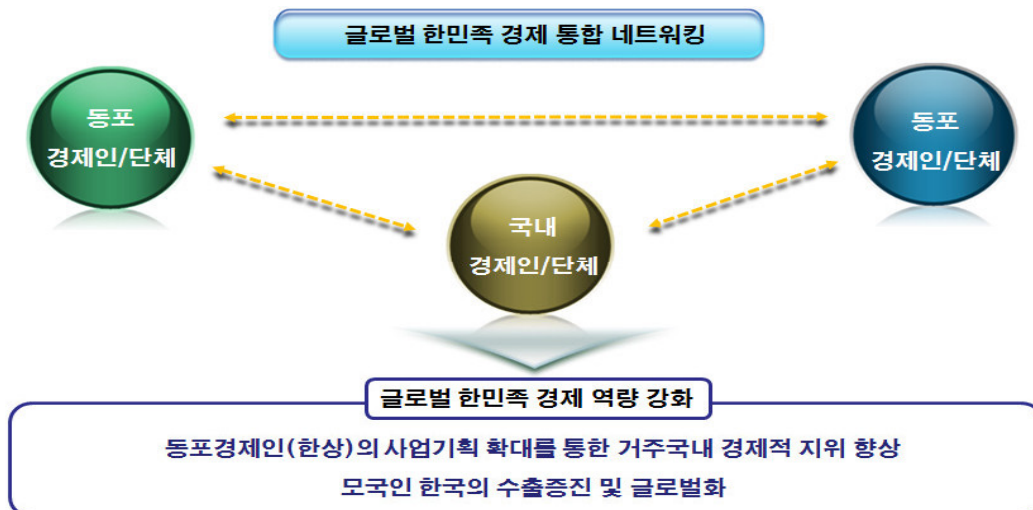 글로벌 한민족 경제 통합 네트워킹
동포
경제인/단체
동포
경제인/단체
국내
경제인/단체
글로벌 한민족 경제 역량 강화
동포경제인(한상)의 사업기획 확대를 통한 거주국내 경제적 지위 향상
모국인 한국의 수출증진 및 글로벌화